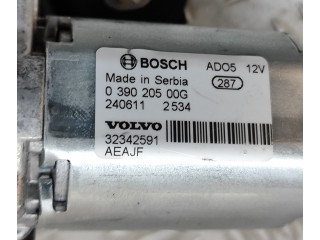 BOSCH ADO5 12V
Made in Serbia 287
0 390 205 00G
240611 2534
VOLVO
32342591
AEAJF